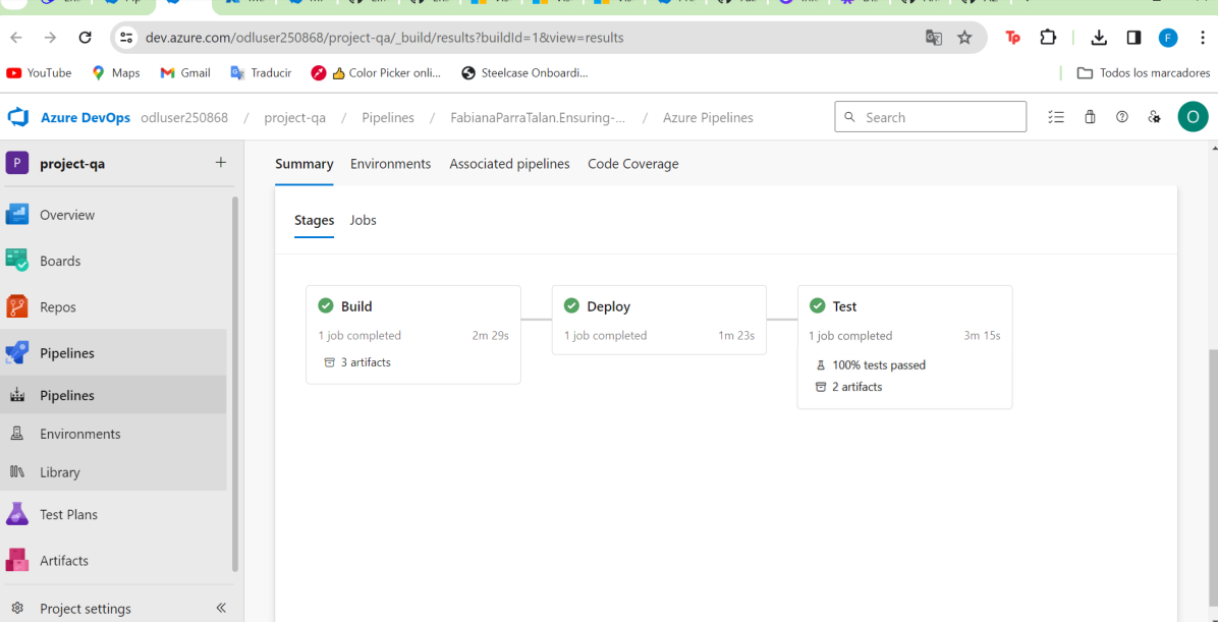 dev.azure.com/odluser250868/project-qa/_build/results?buildId=1&view=results
Tp
F
YouTube Maps Gmail Traducir Color Picker onli... Steelcase Onboardi... Todos los marcadores
Azure DevOps odluser250868 / project-qa / Pipelines / FabianaParraTalan.Ensuring-... / Azure Pipelines
Search
O
P project-qa +
Summary Environments Associated pipelines Code Coverage
Overview
Boards
Repos
Pipelines
Pipelines
Environments
Library
Test Plans
Artifacts
Project settings
Stages Jobs
Build
1 job completed 2m 29s
3 artifacts
Deploy
1 job completed 1m 23s
Test
1 job completed 3m 15s
100% tests passed
2 artifacts